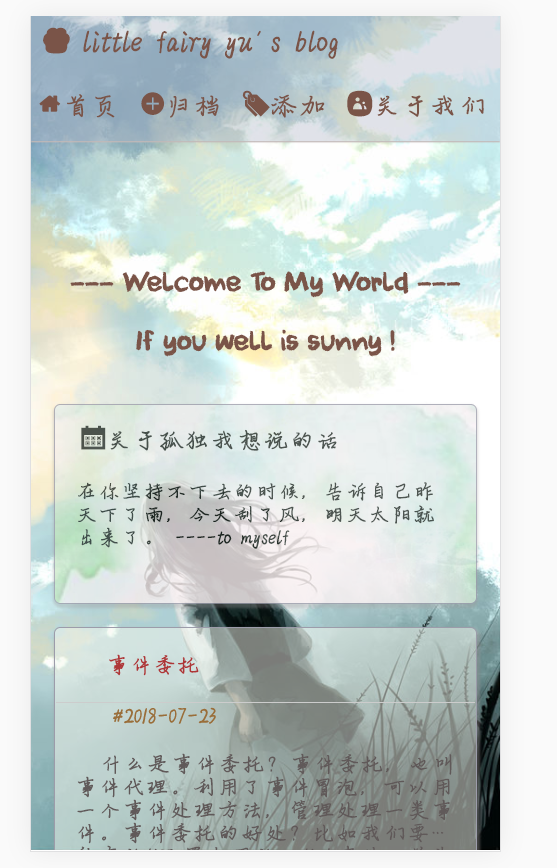 little fairy yu's blog
首页 归档 添加 关于我们
--- Welcome To My World ---
If you well is sunny !
关于孤独我想说的话
在你坚持不下去的时候, 告诉自己昨
天下了雨, 今天刮了风, 明天太阳就
出来了。 ----to myself
事件委托
#2018-07-23
什么是事件委托? 事件委托, 也叫
事件代理。利用了事件冒泡, 可以用
一个事件处理方法, 管理处理一类事
件。事件委托的好处? 比如我们要…